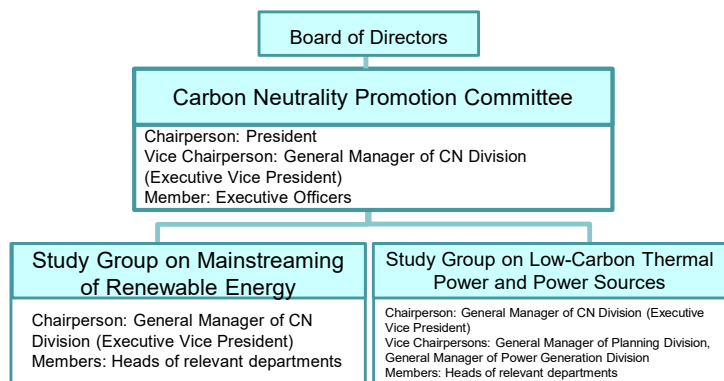 Board of Directors
Carbon Neutrality Promotion Committee
Chairperson: President
Vice Chairperson: General Manager of CN Division
(Executive Vice President)
Member: Executive Officers
Study Group on Mainstreaming
of Renewable Energy
Chairperson: General Manager of CN
Division (Executive Vice President)
Members: Heads of relevant departments
Study Group on Low-Carbon Thermal
Power and Power Sources
Chairperson: General Manager of CN Division (Executive
Vice President)
Vice Chairpersons: General Manager of Planning Division,
General Manager of Power Generation Division
Members: Heads of relevant departments